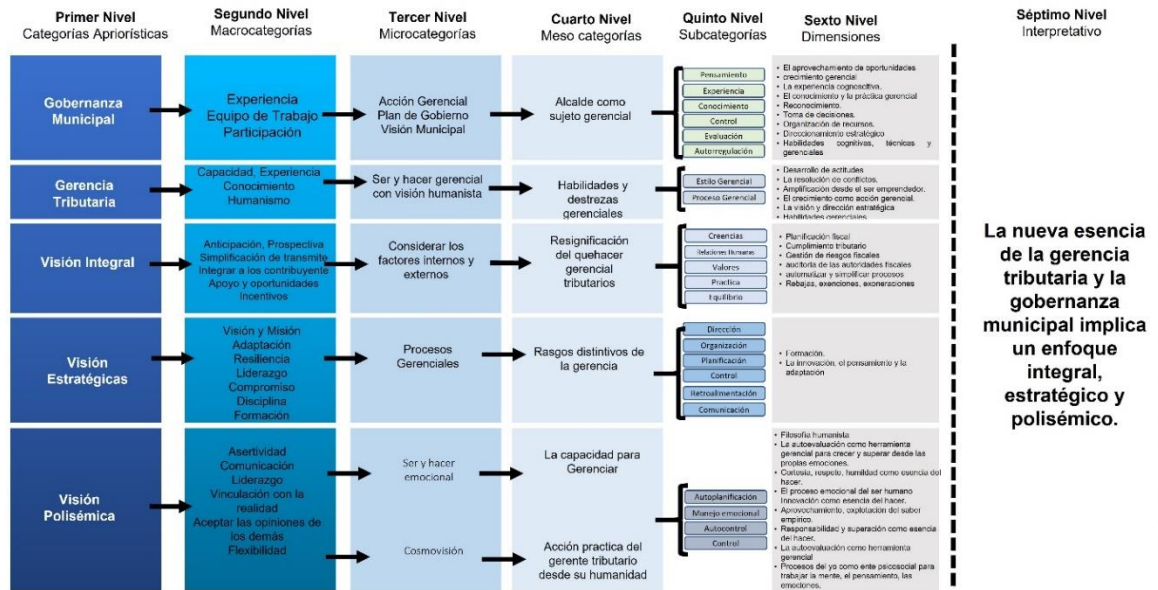 Primer Nivel
Categorías Apriorísticas
Segundo Nivel
Macrocategorías
Tercer Nivel
Microcategorías
Cuarto Nivel
Meso categorías
Quinto Nivel
Subcategorías
Sexto Nivel
Dimensiones
Séptimo Nivel
Interpretativo
Gobernanza
Municipal
Experiencia
Equipo de Trabajo
Participación
Acción Gerencial
Plan de Gobierno
Visión Municipal
Alcalde como
sujeto gerencial
Pensamiento
Experiencia
Conocimiento
Control
Evaluación
Autorregulación
• El aprovechamiento de oportunidades
• crecimiento gerencial
• La experiencia cognoscitiva.
• El conocimiento y la práctica gerencial
• Reconocimiento.
• Toma de decisiones.
• Organización de recursos.
• Direccionamiento estratégico
• Habilidades cognitivas, técnicas y
gerenciales
Gerencia
Tributaria
Capacidad, Experiencia
Conocimiento
Humanismo
Ser y hacer gerencial
con visión humanista
Habilidades y
destrezas
gerenciales
Estilo Gerencial
Proceso Gerencial
• Desarrollo de actitudes
• La resolución de conflictos.
• Amplificación desde el ser emprendedor.
• El crecimiento como acción gerencial.
• La visión y dirección estratégica
• Habilidades gerenciales
Visión Integral
Anticipación, Prospectiva
Simplificación de transmite
Integrar a los contribuyente
Apoyo y oportunidades
Incentivos
Considerar los
factores internos y
externos
Resignificación
del quehacer
gerencial
tributarios
Creencias
Relaciones Humanas
Valores
Practica
Equilibrio
• Planificación fiscal
• Cumplimiento tributario
• Gestión de riesgos fiscales
• auditoría de las autoridades fiscales
• automatizar y simplificar procesos
• Rebajas, exenciones, exoneraciones
Visión
Estratégicas
Visión y Misión
Adaptación
Resiliencia
Liderazgo
Compromiso
Disciplina
Formación
Procesos
Gerenciales
Rasgos distintivos de
la gerencia
Dirección
Organización
Planificación
Control
Retroalimentación
Comunicación
• Formación.
• La innovación, el pensamiento y la
adaptación
Visión
Polisémica
Asertividad
Comunicación
Liderazgo
Vinculación con la
realidad
Aceptar las opiniones de
los demás
Flexibilidad
Ser y hacer
emocional
Cosmovisión
La capacidad para
Gerenciar
Acción practica del
gerente tributario
desde su humanidad
Autoplanificación
Manejo emocional
Autocontrol
Control
• Filosofía humanista
• La autoevaluación como herramienta
gerencial para crecer y superar desde las
propias emociones.
• Cortesía, respeto, humildad como esencia del
hacer.
• El proceso emocional del ser humano
Innovación como esencia del hacer.
• Aprovechamiento, explotación del sabor
empírico.
• Responsabilidad y superación como esencia
del hacer.
• La autoevaluación como herramienta
gerencial
• Procesos del yo como ente psicosocial para
trabajar la mente, el pensamiento, las
emociones.
La nueva esencia
de la gerencia
tributaria y la
gobernanza
municipal implica
un enfoque
integral,
estratégico y
polisémico.